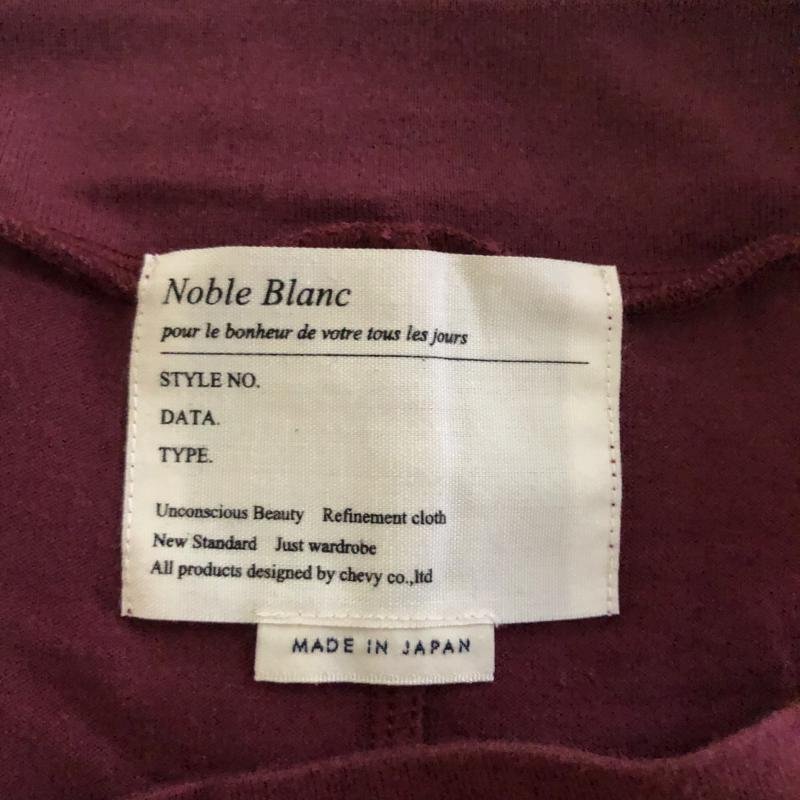 Noble Blanc
pour le bonheur de votre tous les jours
STYLE NO.
DATA.
TYPE.
Unconscious Beauty Refinement cloth
New Standard Just wardrobe
All products designed by chevy co.,ltd
MADE IN JAPAN